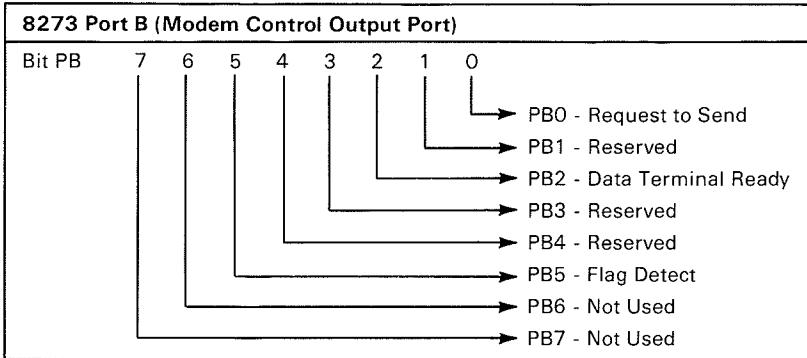 8273 Port B (Modem Control Output Port)
Bit PB 7 6 5 4 3 2 1 0
PB0 - Request to Send
PB1 - Reserved
PB2 - Data Terminal Ready
PB3 - Reserved
PB4 - Reserved
PB5 - Flag Detect
PB6 - Not Used
PB7 - Not Used